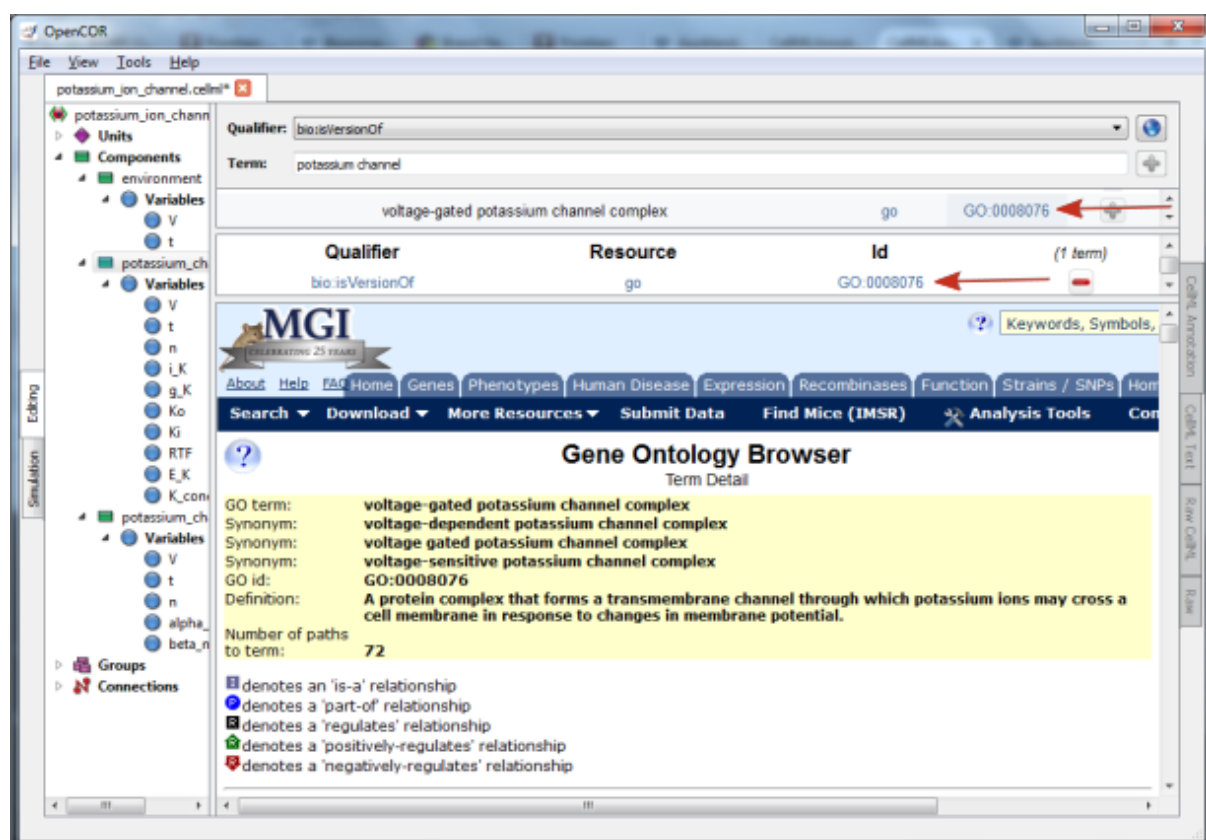 OpenCOR
File View Tools Help
potassium_ion_channel.cellml*
potassium_ion_chann
Units
Components
environment
Variables
V
t
potassium_ch
Variables
V
t
n
i_K
g_K
Ko
Ki
RTF
E_K
K_con
potassium_ch
Variables
V
t
n
alpha_
beta_n
Groups
Connections
Editing
Simulation
Qualifier: bio:isVersionOf
Term: potassium channel
voltage-gated potassium channel complex go GO:0008076
Qualifier Resource Id (1 term)
bio:isVersionOf go GO:0008076
MGI
CELEBRATING 25 YEARS
? Keywords, Symbols,
About Help FAQ Home Genes Phenotypes Human Disease Expression Recombinases Function Strains / SNPs Hom
Search Download More Resources Submit Data Find Mice (IMSR) Analysis Tools Con
? Gene Ontology Browser
Term Detail
GO term: voltage-gated potassium channel complex
Synonym: voltage-dependent potassium channel complex
Synonym: voltage gated potassium channel complex
Synonym: voltage-sensitive potassium channel complex
GO id: GO:0008076
Definition: A protein complex that forms a transmembrane channel through which potassium ions may cross a
cell membrane in response to changes in membrane potential.
Number of paths
to term: 72
I denotes an 'is-a' relationship
P denotes a 'part-of' relationship
R denotes a 'regulates' relationship
denotes a 'positively-regulates' relationship
denotes a 'negatively-regulates' relationship
CellML Annotation
CellML Text
Raw CellML
Raw